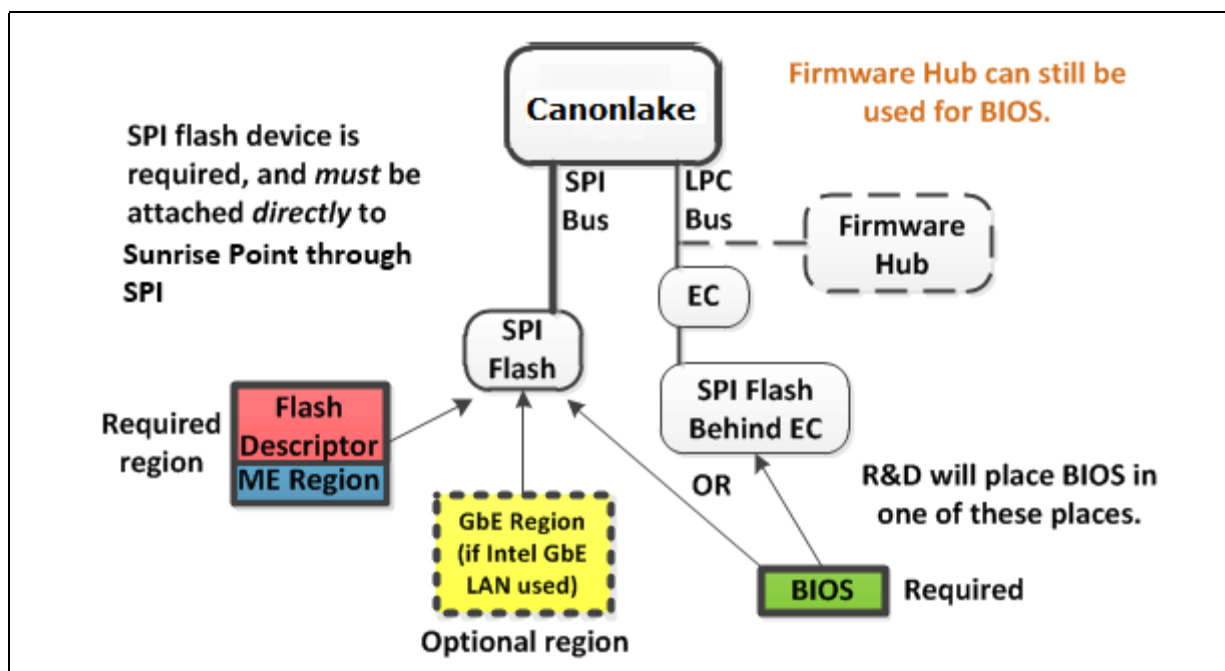 Canonlake
Firmware Hub can still be
used for BIOS.
SPI flash device is
required, and must be
attached directly to
Sunrise Point through
SPI
SPI
Bus
LPC
Bus
Firmware
Hub
EC
SPI
Flash
SPI Flash
Behind EC
Required
region
Flash
Descriptor
ME Region
OR
R&D will place BIOS in
one of these places.
GbE Region
(if Intel GbE
LAN used)
Optional region
BIOS
Required